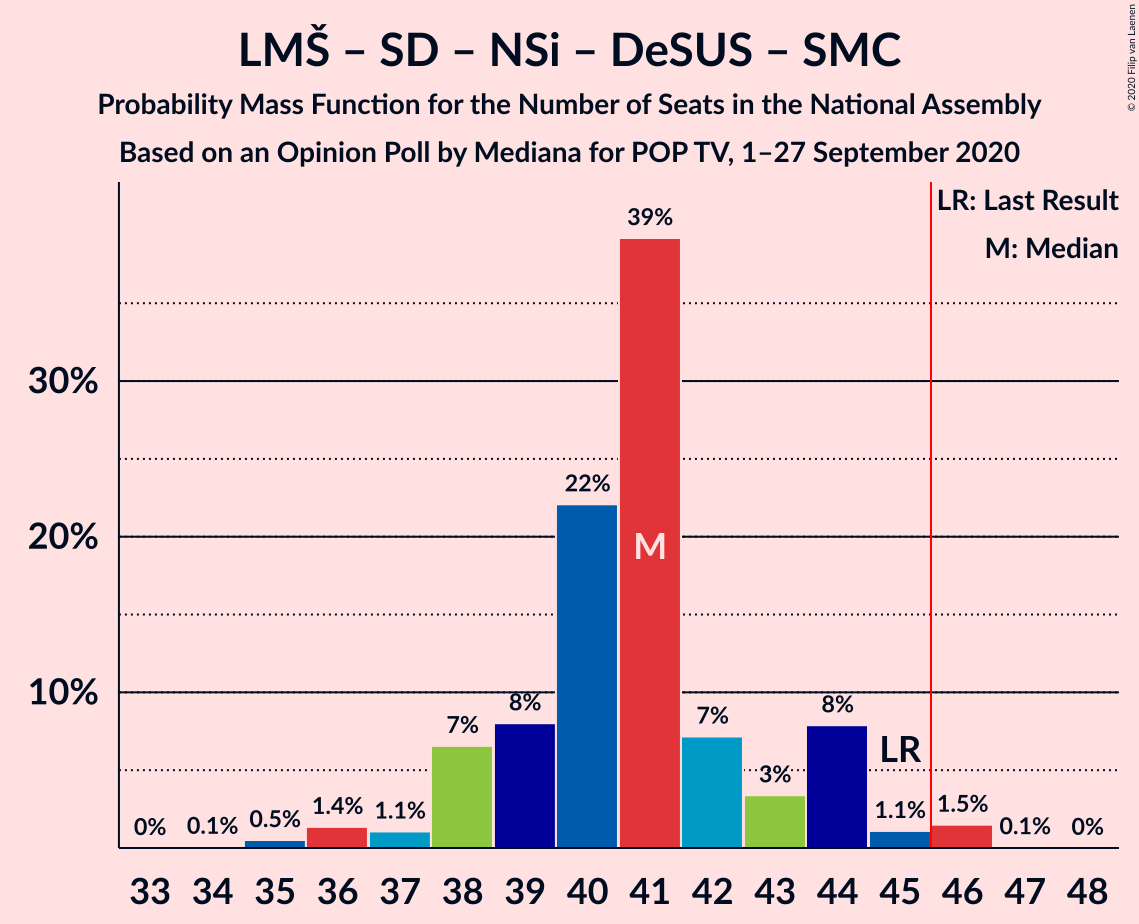 LMŠ – SD – NSi – DeSUS – SMC
Probability Mass Function for the Number of Seats in the National Assembly
Based on an Opinion Poll by Mediana for POP TV, 1–27 September 2020
© 2020 Filip van Laenen
LR: Last Result
M: Median
39%
30%
22%
20%
M
10%
8%
8%
7%
7%
LR
3%
0%
0.1%
0.5%
1.4%
1.1%
1.1%
1.5%
0.1%
0%
33 34 35 36 37 38 39 40 41 42 43 44 45 46 47 48